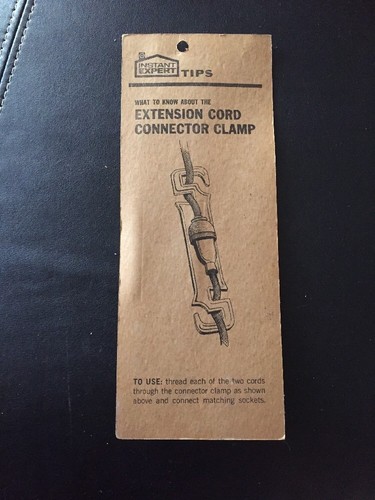 INSTANT
EXPERT TIPS
WHAT TO KNOW ABOUT THE
EXTENSION CORD
CONNECTOR CLAMP
TO USE: thread each of the two cords
through the connector clamp as shown
above and connect matching sockets.